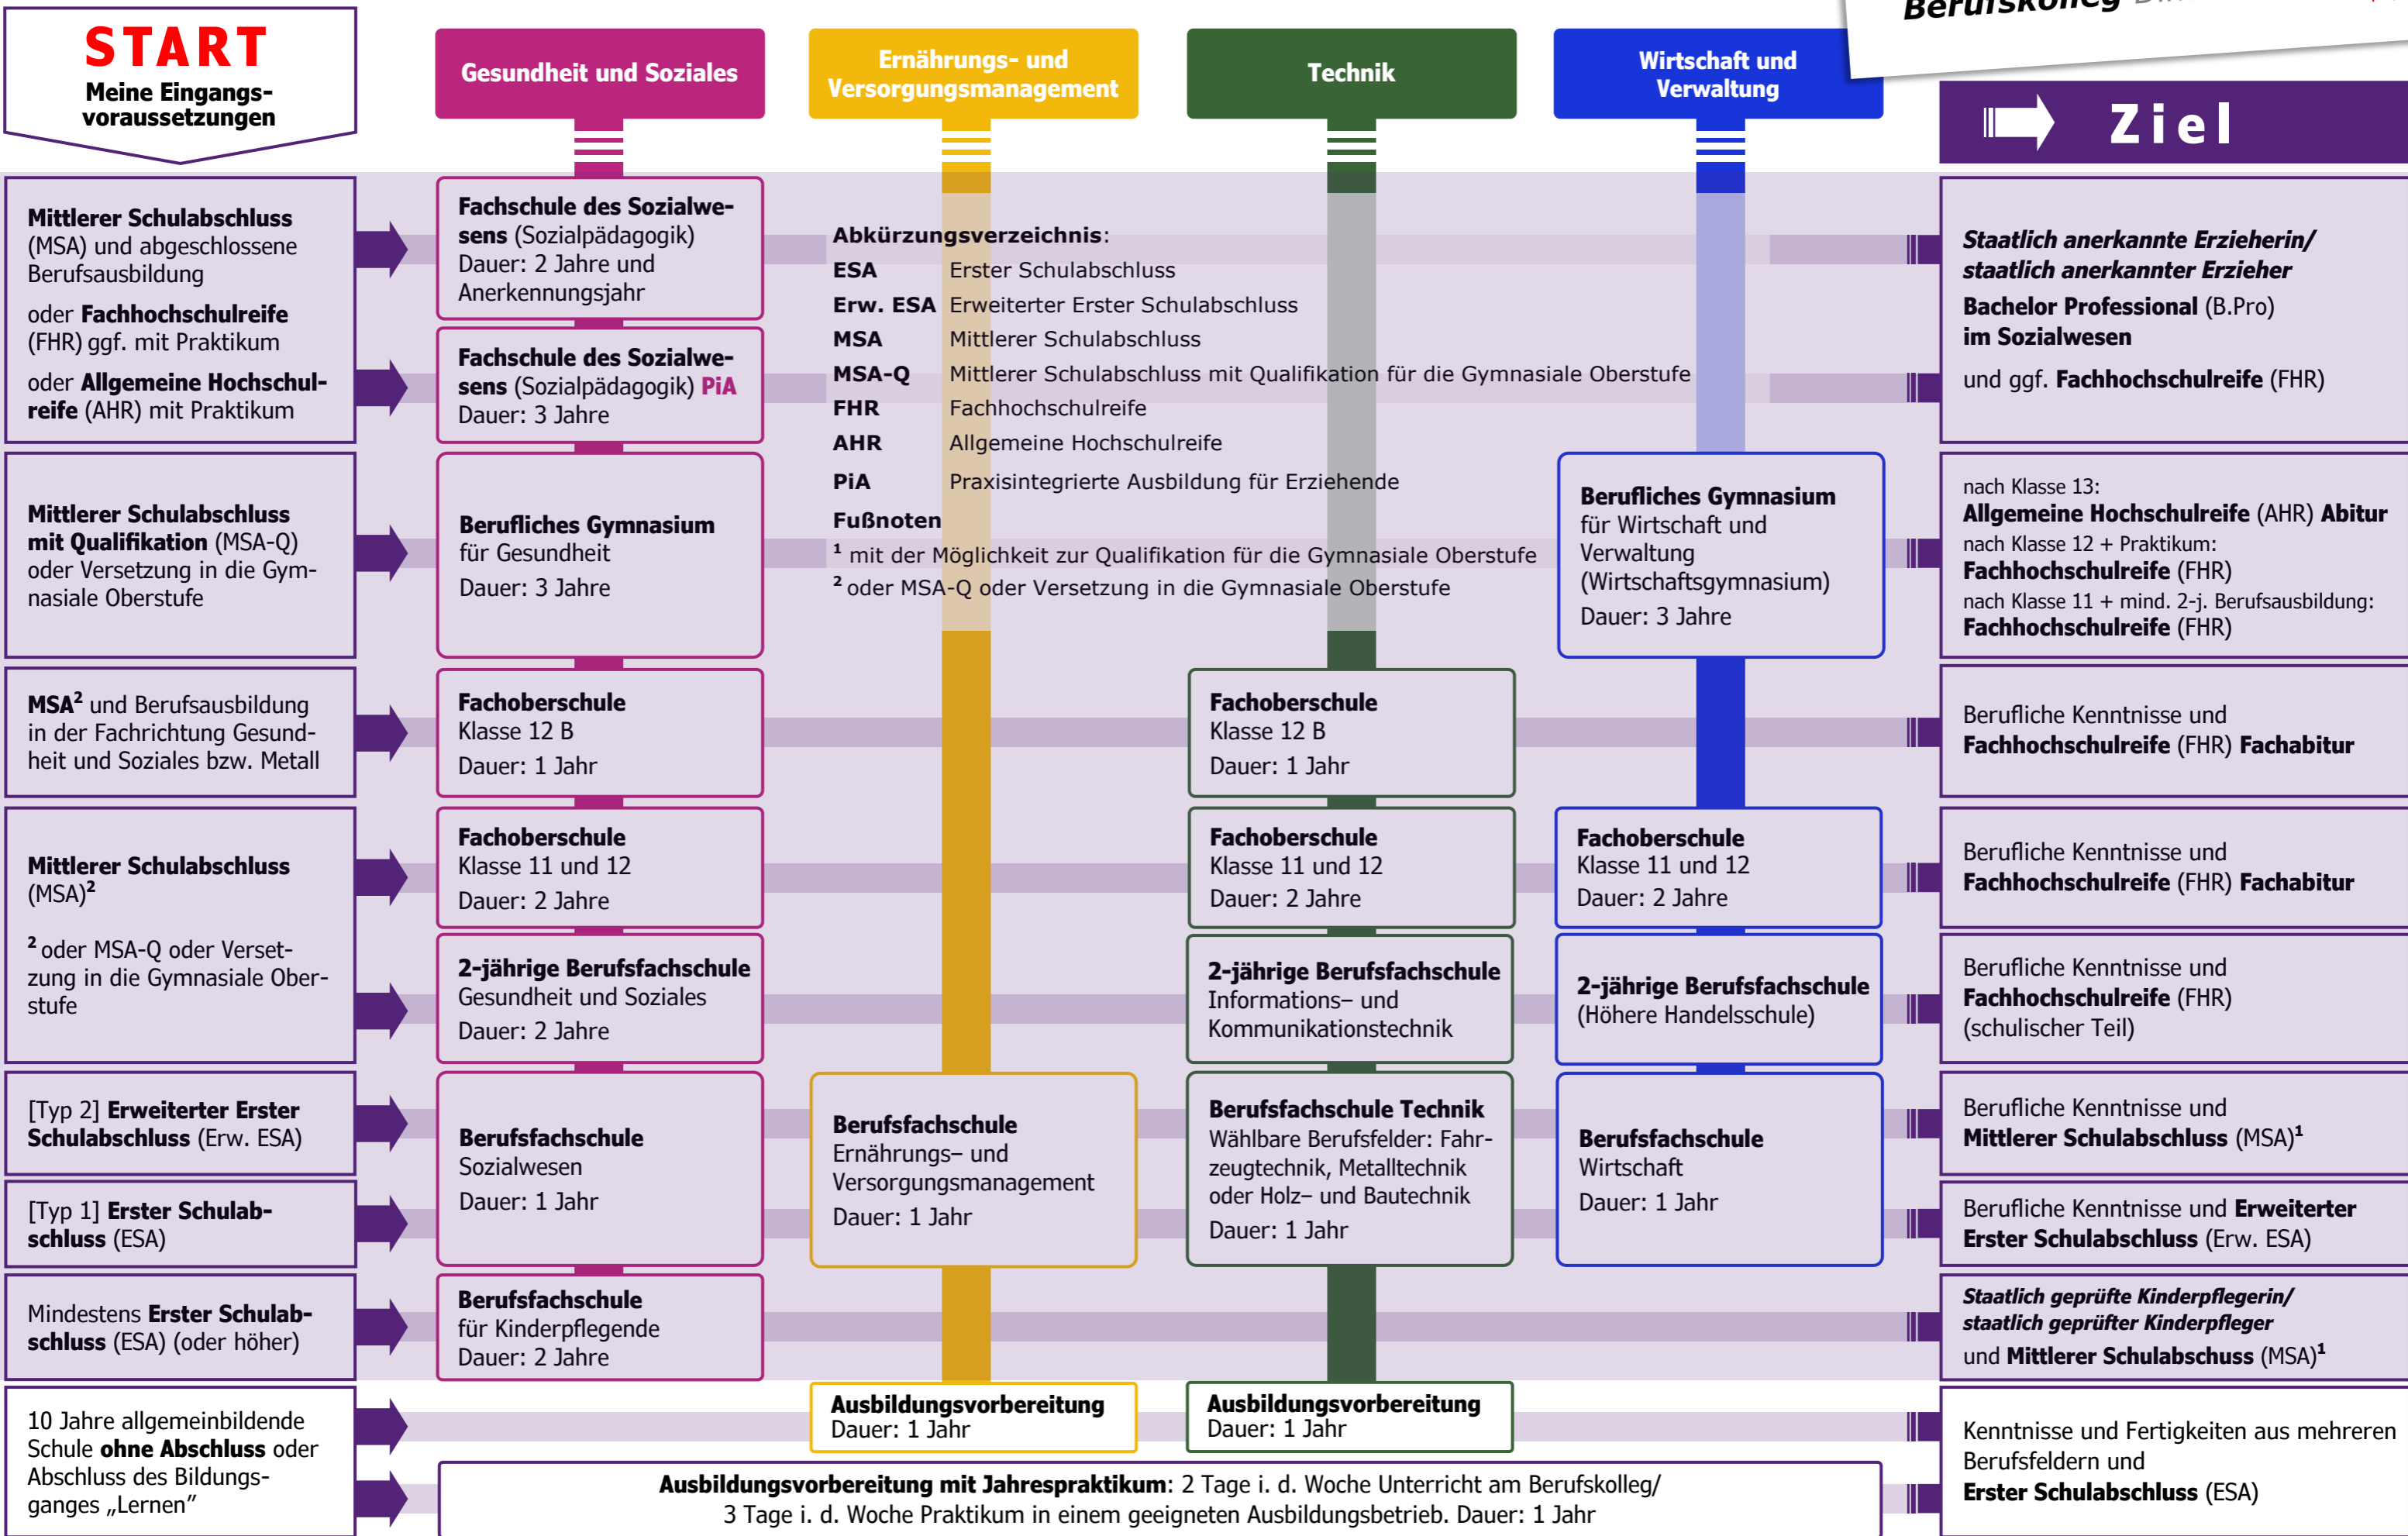 START
Meine Eingangs-
voraussetzungen
Gesundheit und Soziales
Ernährungs- und
Versorgungsmanagement
Technik
Wirtschaft und
Verwaltung
Berufskolleg
Ziel
Mittlerer Schulabschluss
(MSA) und abgeschlossene
Berufsausbildung
oder Fachhochschulreife
(FHR) ggf. mit Praktikum
oder Allgemeine Hochschul-
reife (AHR) mit Praktikum
Fachschule des Sozialwe-
sens (Sozialpädagogik)
Dauer: 2 Jahre und
Anerkennungsjahr
Fachschule des Sozialwe-
sens (Sozialpädagogik) PiA
Dauer: 3 Jahre
Abkürzungsverzeichnis:
ESA Erster Schulabschluss
Erw. ESA Erweiterter Erster Schulabschluss
MSA Mittlerer Schulabschluss
MSA-Q Mittlerer Schulabschluss mit Qualifikation für die Gymnasiale Oberstufe
FHR Fachhochschulreife
AHR Allgemeine Hochschulreife
PiA Praxisintegrierte Ausbildung für Erziehende
Fußnoten
¹ mit der Möglichkeit zur Qualifikation für die Gymnasiale Oberstufe
² oder MSA-Q oder Versetzung in die Gymnasiale Oberstufe
Staatlich anerkannte Erzieherin/
staatlich anerkannter Erzieher
Bachelor Professional (B.Pro)
im Sozialwesen
und ggf. Fachhochschulreife (FHR)
Mittlerer Schulabschluss
mit Qualifikation (MSA-Q)
oder Versetzung in die Gym-
nasiale Oberstufe
Berufliches Gymnasium
für Gesundheit
Dauer: 3 Jahre
Berufliches Gymnasium
für Wirtschaft und
Verwaltung
(Wirtschaftsgymnasium)
Dauer: 3 Jahre
nach Klasse 13:
Allgemeine Hochschulreife (AHR) Abitur
nach Klasse 12 + Praktikum:
Fachhochschulreife (FHR)
nach Klasse 11 + mind. 2-j. Berufsausbildung:
Fachhochschulreife (FHR)
MSA² und Berufsausbildung
in der Fachrichtung Gesund-
heit und Soziales bzw. Metall
Fachoberschule
Klasse 12 B
Dauer: 1 Jahr
Fachoberschule
Klasse 12 B
Dauer: 1 Jahr
Berufliche Kenntnisse und
Fachhochschulreife (FHR) Fachabitur
Mittlerer Schulabschluss
(MSA)²
² oder MSA-Q oder Verset-
zung in die Gymnasiale Ober-
stufe
Fachoberschule
Klasse 11 und 12
Dauer: 2 Jahre
Fachoberschule
Klasse 11 und 12
Dauer: 2 Jahre
Fachoberschule
Klasse 11 und 12
Dauer: 2 Jahre
Berufliche Kenntnisse und
Fachhochschulreife (FHR) Fachabitur
2-jährige Berufsfachschule
Gesundheit und Soziales
Dauer: 2 Jahre
2-jährige Berufsfachschule
Informations– und
Kommunikationstechnik
2-jährige Berufsfachschule
(Höhere Handelsschule)
Berufliche Kenntnisse und
Fachhochschulreife (FHR)
(schulischer Teil)
[Typ 2] Erweiterter Erster
Schulabschluss (Erw. ESA)
[Typ 1] Erster Schulab-
schluss (ESA)
Berufsfachschule
Sozialwesen
Dauer: 1 Jahr
Berufsfachschule
Ernährungs– und
Versorgungsmanagement
Dauer: 1 Jahr
Berufsfachschule Technik
Wählbare Berufsfelder: Fahr-
zeugtechnik, Metalltechnik
oder Holz– und Bautechnik
Dauer: 1 Jahr
Berufsfachschule
Wirtschaft
Dauer: 1 Jahr
Berufliche Kenntnisse und
Mittlerer Schulabschluss (MSA)¹
Berufliche Kenntnisse und Erweiterter
Erster Schulabschluss (Erw. ESA)
Mindestens Erster Schulab-
schluss (ESA) (oder höher)
Berufsfachschule
für Kinderpflegende
Dauer: 2 Jahre
Staatlich geprüfte Kinderpflegerin/
staatlich geprüfter Kinderpfleger
und Mittlerer Schulabschuss (MSA)¹
10 Jahre allgemeinbildende
Schule ohne Abschluss oder
Abschluss des Bildungs-
ganges „Lernen”
Ausbildungsvorbereitung
Dauer: 1 Jahr
Ausbildungsvorbereitung
Dauer: 1 Jahr
Ausbildungsvorbereitung mit Jahrespraktikum: 2 Tage i. d. Woche Unterricht am Berufskolleg/
3 Tage i. d. Woche Praktikum in einem geeigneten Ausbildungsbetrieb. Dauer: 1 Jahr
Kenntnisse und Fertigkeiten aus mehreren
Berufsfeldern und
Erster Schulabschluss (ESA)